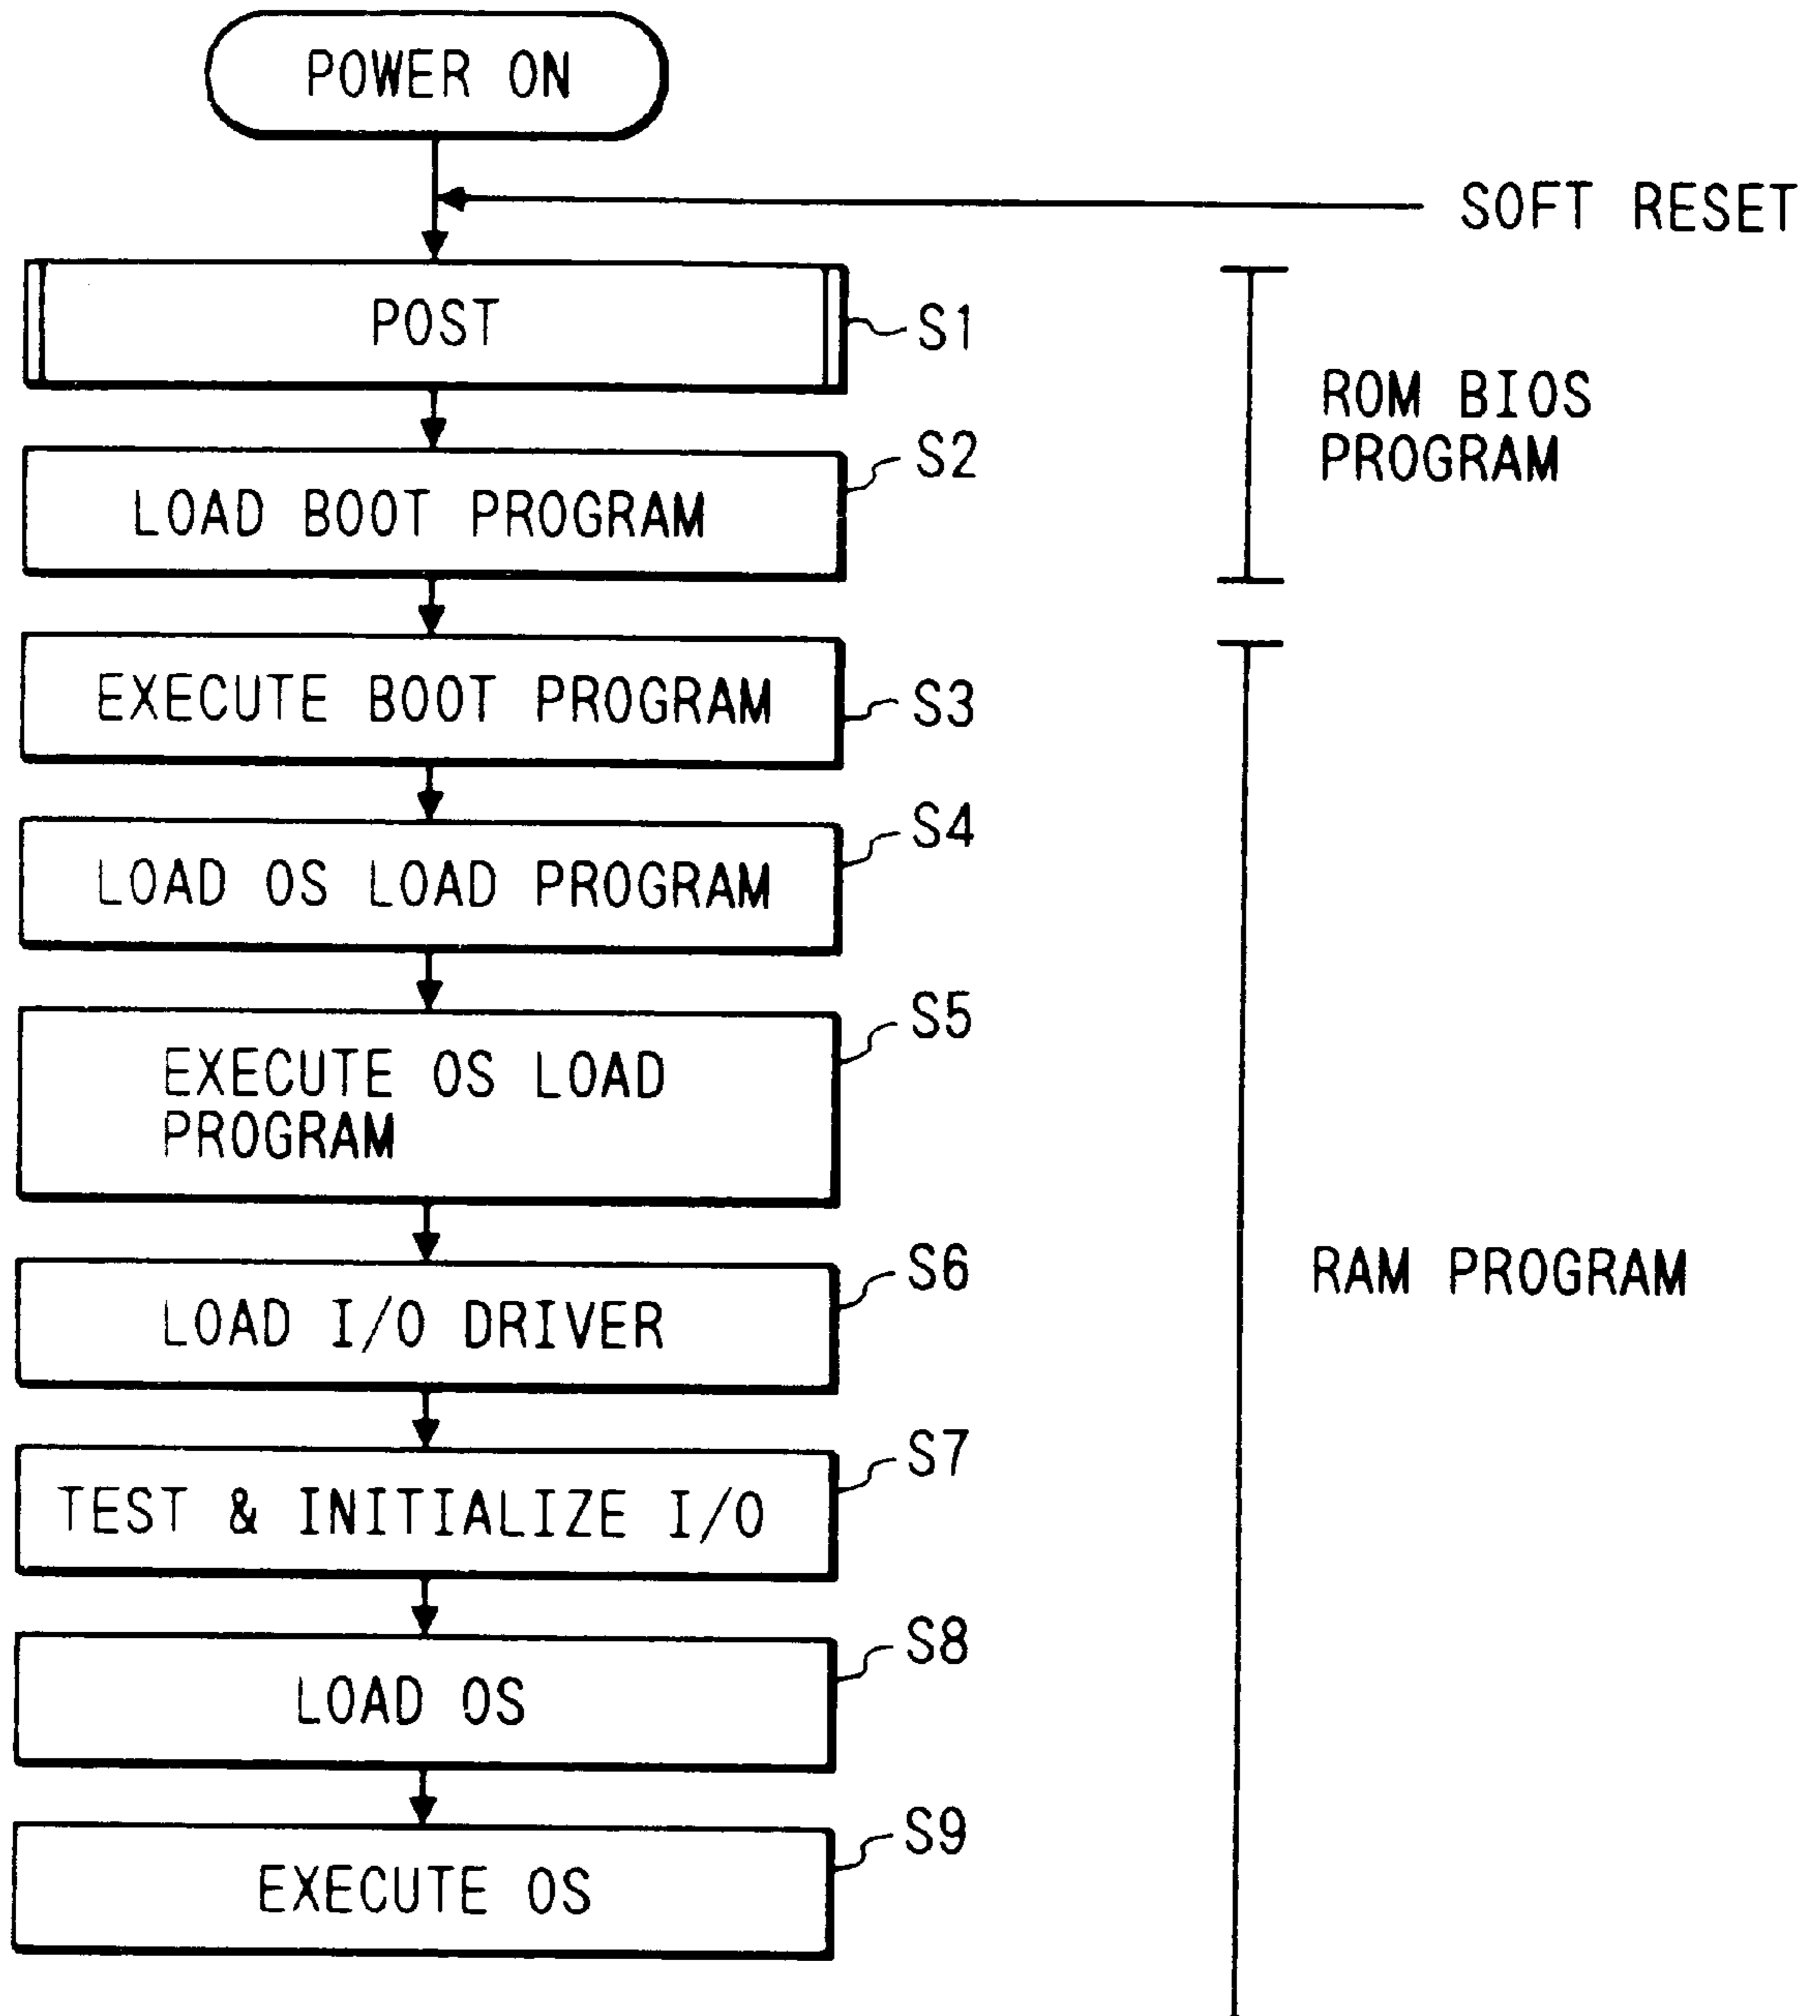 POWER ON
SOFT RESET
POST
S1
ROM BIOS
PROGRAM
S2
LOAD BOOT PROGRAM
EXECUTE BOOT PROGRAM
S3
S4
LOAD OS LOAD PROGRAM
S5
EXECUTE OS LOAD
PROGRAM
S6
LOAD I/O DRIVER
RAM PROGRAM
S7
TEST & INITIALIZE I/O
S8
LOAD OS
S9
EXECUTE OS